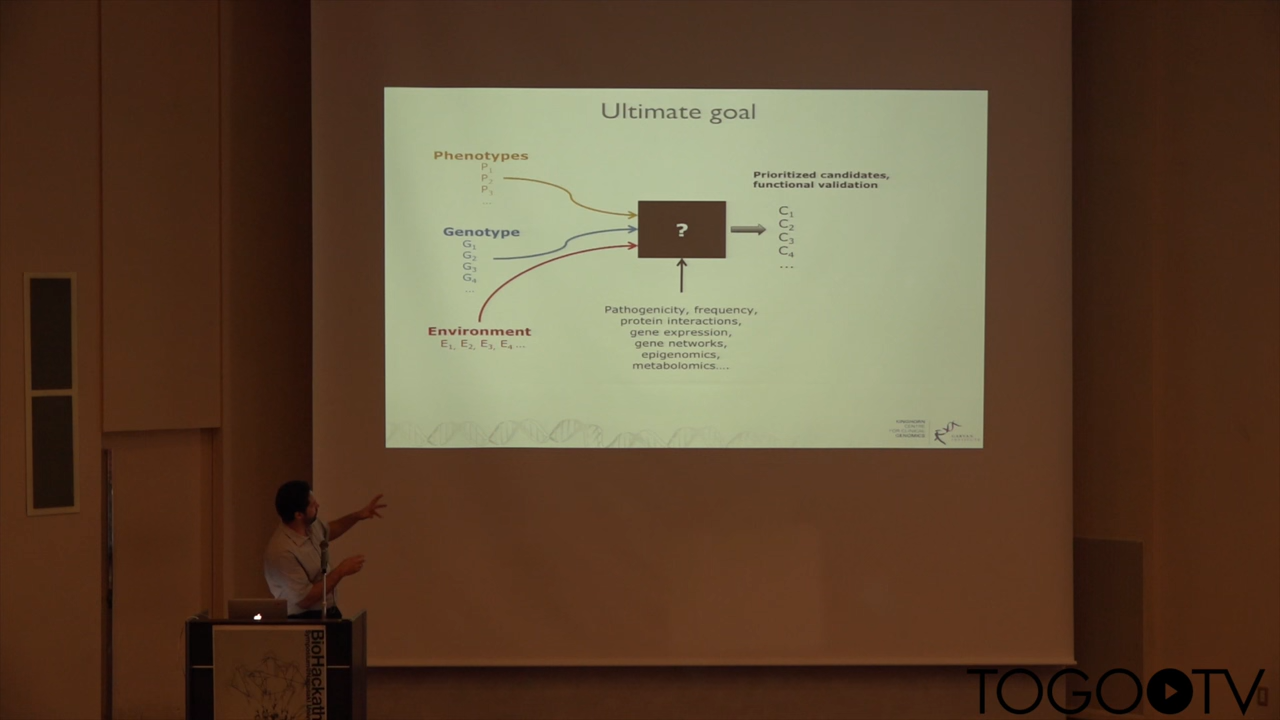 Ultimate goal
Phenotypes
P1
P2
P3
...
Genotype
G1
G2
G3
G4
...
Environment
E1, E2, E3, E4 ...
?
Pathogenicity, frequency,
protein interactions,
gene expression,
gene networks,
epigenomics,
metabolomics....
Prioritized candidates,
functional validation
C1
C2
C3
C4
...
GENOMICS
BioHackath
TOGOTV